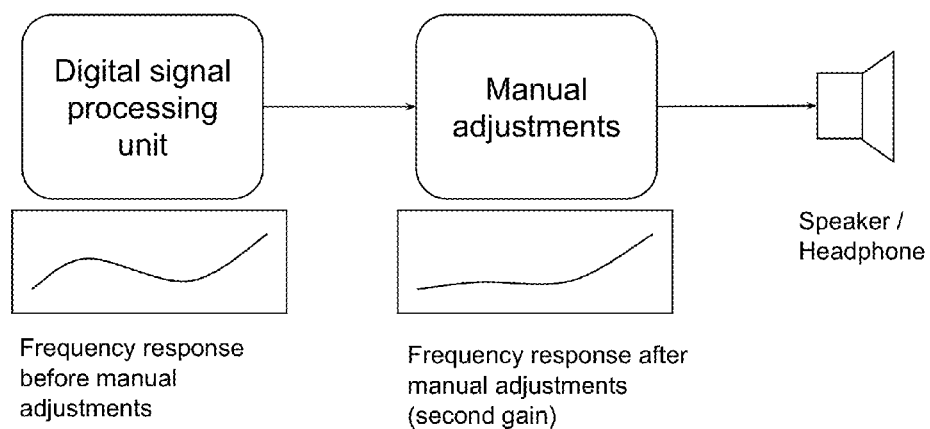 Digital signal
processing
unit
Manual
adjustments
Speaker /
Headphone
Frequency response
before manual
adjustments
Frequency response after
manual adjustments
(second gain)